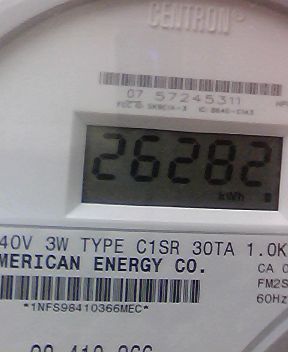 CENTRON®
07 57245311
26282
kWh
40V 3W TYPE C1SR 30TA 1.0K
MERICAN ENERGY CO.
CA 0
FM2S
60Hz
*1NFS98410366MEC*